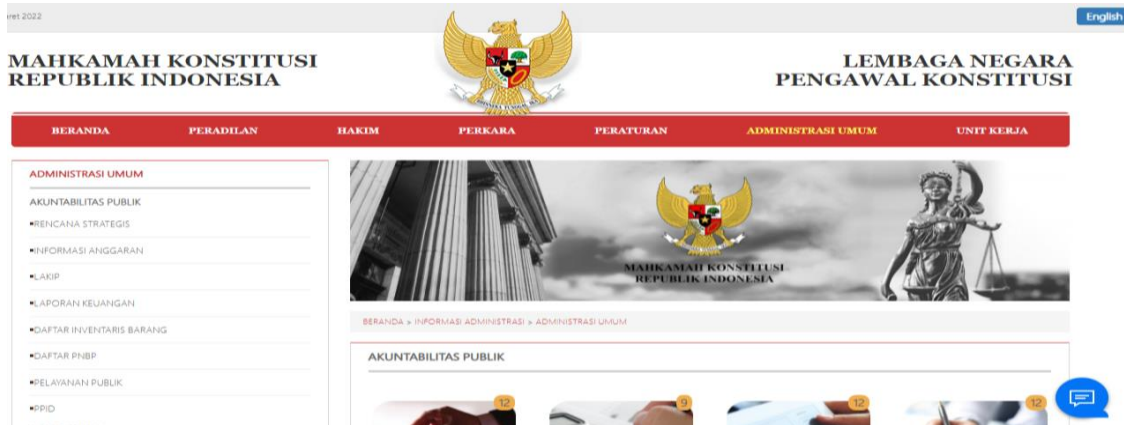 2022
English
MAHKAMAH KONSTITUSI
REPUBLIK INDONESIA
LEMBAGA NEGARA
PENGAWAL KONSTITUSI
BERANDA PERADILAN HAKIM PERKARA PERATURAN ADMINISTRASI UMUM UNIT KERJA
ADMINISTRASI UMUM
AKUNTABILITAS PUBLIK
RENCANA STRATEGIS
INFORMASI ANGGARAN
LAKIP
LAPORAN KEUANGAN
DAFTAR INVENTARIS BARANG
DAFTAR PNBP
PELAYANAN PUBLIK
PPID
MAHKAMAH KONSTITUSI
REPUBLIK INDONESIA
BERANDA > INFORMASI ADMINISTRASI > ADMINISTRASI UMUM
AKUNTABILITAS PUBLIK
12 9 12 12